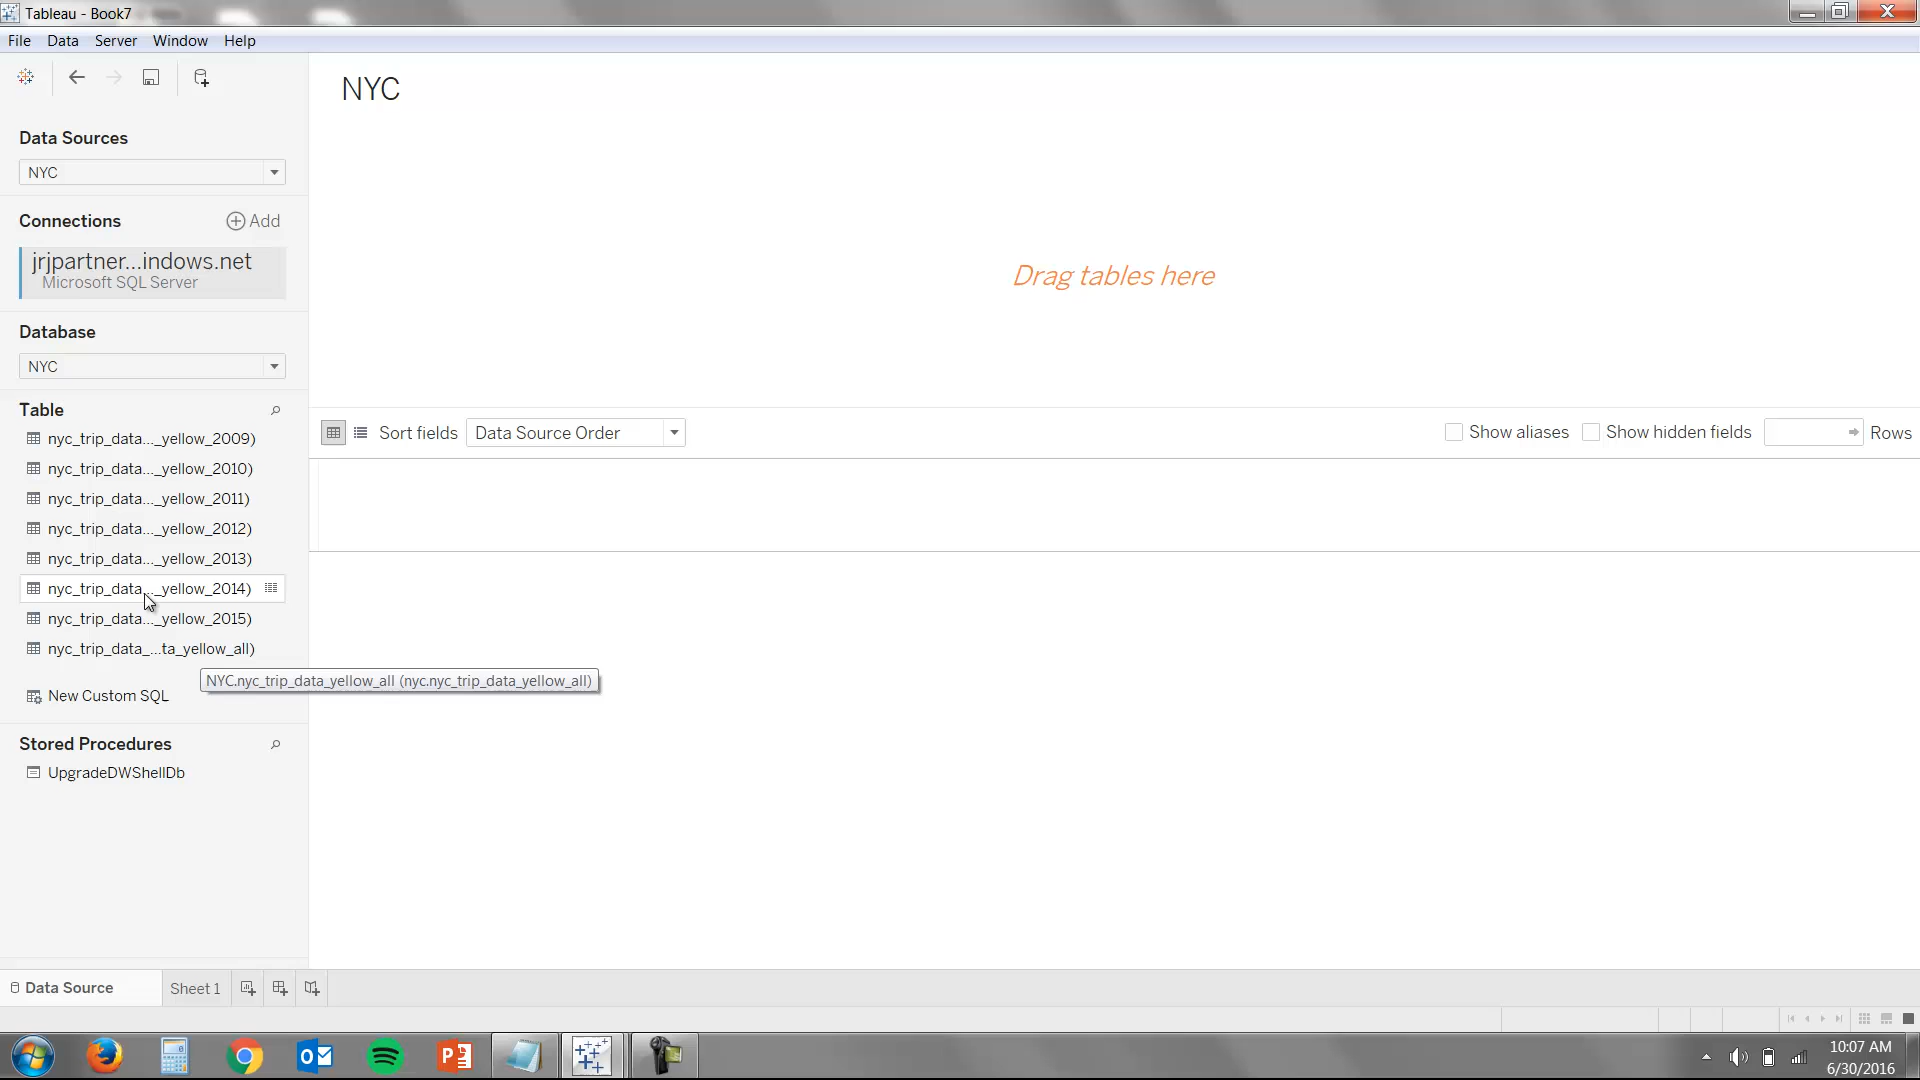 Tableau - Book7
File Data Server Window Help
NYC
Data Sources
NYC
Connections
Add
jrjpartner...indows.net
Microsoft SQL Server
Drag tables here
Database
NYC
Table
Sort fields
Data Source Order
Show aliases
Show hidden fields
Rows
nyc_trip_data..._yellow_2009)
nyc_trip_data..._yellow_2010)
nyc_trip_data..._yellow_2011)
nyc_trip_data..._yellow_2012)
nyc_trip_data..._yellow_2013)
nyc_trip_data..._yellow_2014)
nyc_trip_data..._yellow_2015)
nyc_trip_data_...ta_yellow_all)
NYC.nyc_trip_data_yellow_all (nyc.nyc_trip_data_yellow_all)
New Custom SQL
Stored Procedures
UpgradeDWShellDb
Data Source
Sheet 1
10:07 AM
6/30/2016